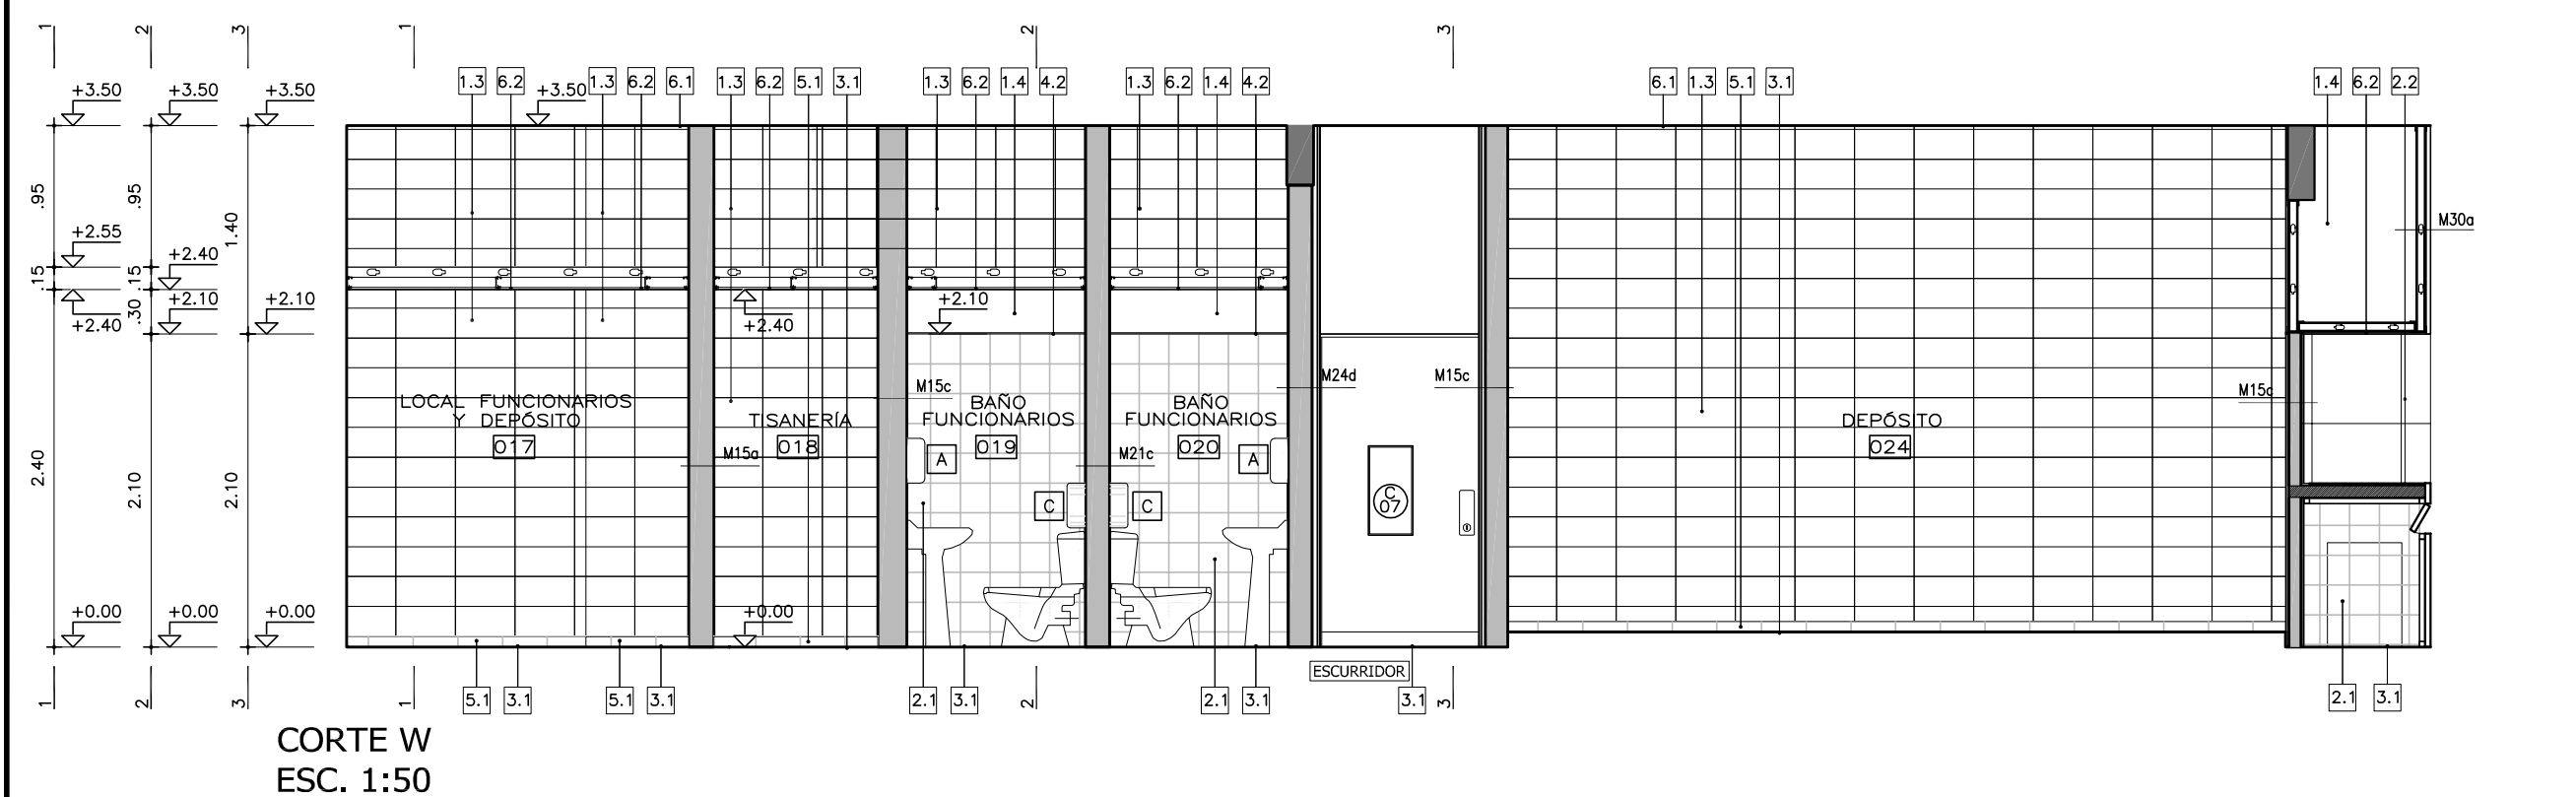 1 2 3 1 2 3
1.3 6.2 1.3 6.2 6.1 1.3 6.2 5.1 3.1 1.3 6.2 1.4 4.2 1.3 6.2 1.4 4.2 6.1 1.3 5.1 3.1 1.4 6.2 2.2
+3.50 +3.50 +3.50 +3.50
.95 .95 1.40
M30a
+2.55 +2.40
.15 .15
+2.40 .30 +2.10 +2.10 +2.40 +2.10
M15c M24d M15c M15c
LOCAL FUNCIONARIOS
Y DEPÓSITO
017
TISANERÍA
018
BAÑO
FUNCIONARIOS
019
BAÑO
FUNCIONARIOS
020
DEPÓSITO
024
M15a M21c
A A
C C
C
07
2.40 2.10 2.10
+0.00 +0.00 +0.00 +0.00
ESCURRIDOR
1 2 3 1 5.1 3.1 5.1 3.1 2.1 3.1 2 2.1 3.1 3.1 3 2.1 3.1
CORTE W
ESC. 1:50